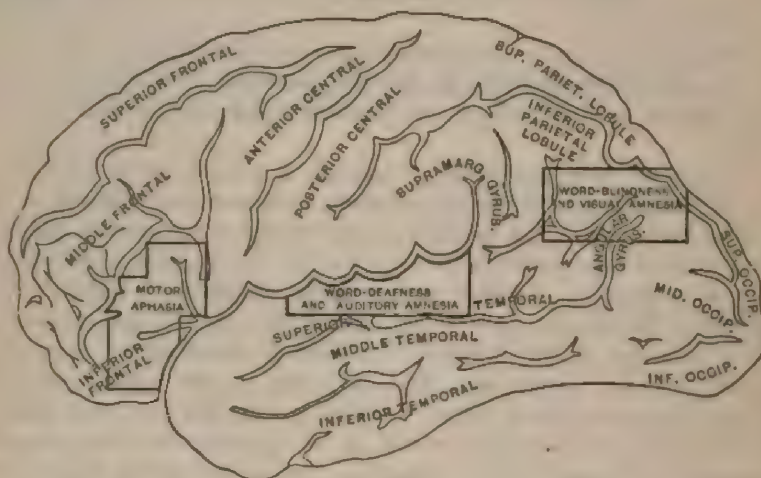 SUPERIOR FRONTAL
ANTERIOR CENTRAL
POSTERIOR CENTRAL
SUP. PARIET. LOBULE
INFERIOR
PARIETAL
LOBULE
SUPRAMARG.
GYRUS.
MIDDLE FRONTAL
WORD-BLINDNESS
AND VISUAL AMNESIA
ANGULAR
GYRUS.
SUP. OCCIP.
MOTOR
APHASIA
WORD-DEAFNESS
AND AUDITORY AMNESIA
SUPERIOR TEMPORAL
MID. OCCIP.
MIDDLE TEMPORAL
INFERIOR
FRONTAL
INF. OCCIP.
INFERIOR TEMPORAL